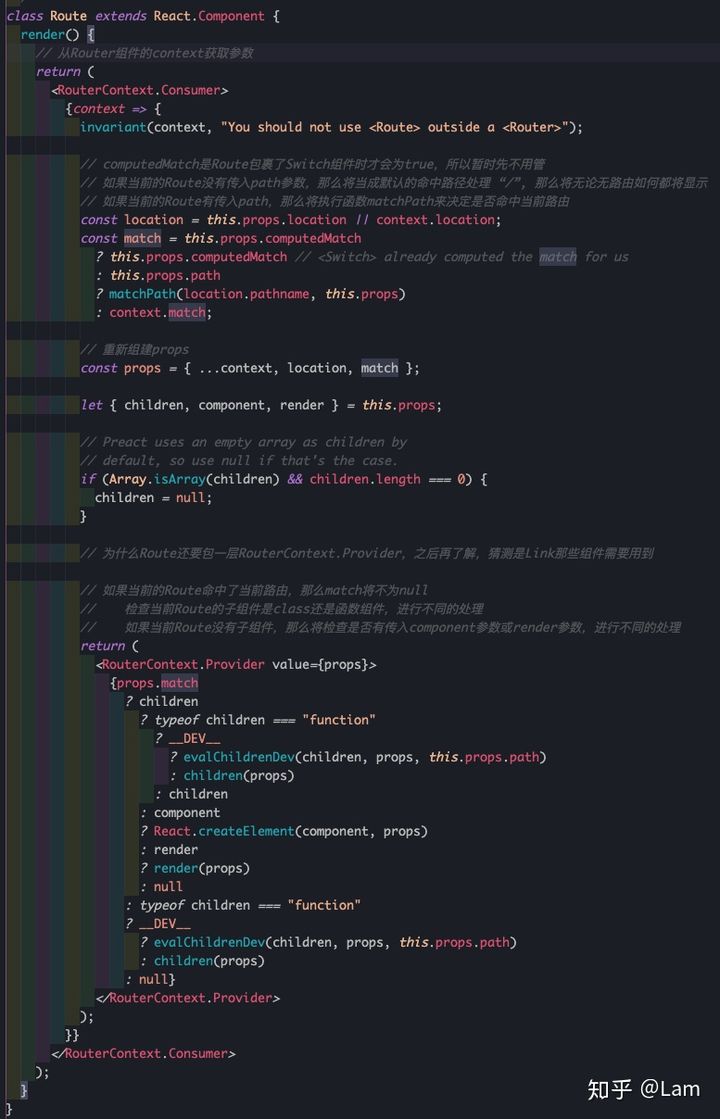 class Route extends React.Component {
  render() {
    // 从Router组件的context获取参数
    return (
      <RouterContext.Consumer>
        {context => {
          invariant(context, "You should not use <Route> outside a <Router>");

          // computedMatch是Route包裹了Switch组件时才会为true，所以暂时先不用管
          // 如果当前的Route没有传入path参数，那么将当成默认的命中路径处理 “/”，那么将无论无路由如何都将显示
          // 如果当前的Route有传入path，那么将执行函数matchPath来决定是否命中当前路由
          const location = this.props.location || context.location;
          const match = this.props.computedMatch
            ? this.props.computedMatch // <Switch> already computed the match for us
            : this.props.path
            ? matchPath(location.pathname, this.props)
            : context.match;

          // 重新组建props
          const props = { ...context, location, match };

          let { children, component, render } = this.props;

          // Preact uses an empty array as children by
          // default, so use null if that's the case.
          if (Array.isArray(children) && children.length === 0) {
            children = null;
          }

          // 为什么Route还要包一层RouterContext.Provider，之后再了解，猜测是Link那些组件需要用到

          // 如果当前的Route命中了当前路由，那么match将不为null
          //    检查当前Route的子组件是class还是函数组件，进行不同的处理
          //    如果当前Route没有子组件，那么将检查是否有传入component参数或render参数，进行不同的处理
          return (
            <RouterContext.Provider value={props}>
              {props.match
                ? children
                  ? typeof children === "function"
                    ? __DEV__
                      ? evalChildrenDev(children, props, this.props.path)
                      : children(props)
                    : children
                  : component
                  ? React.createElement(component, props)
                  : render
                  ? render(props)
                  : null
                : typeof children === "function"
                ? __DEV__
                  ? evalChildrenDev(children, props, this.props.path)
                  : children(props)
                : null}
            </RouterContext.Provider>
          );
        }}
      </RouterContext.Consumer>
    );
  }
}
知乎 @Lam